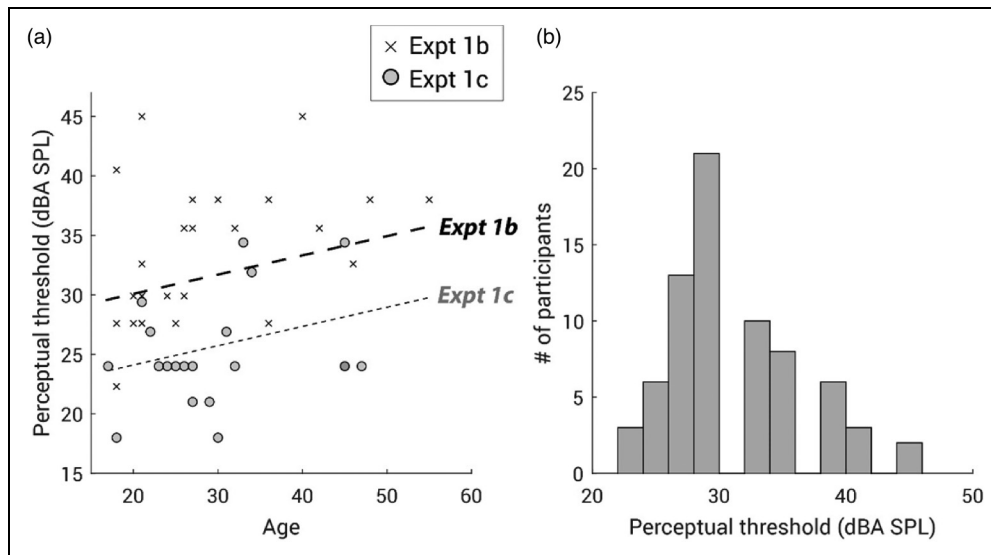 (a)
Expt 1b
Expt 1c
Perceptual threshold (dBA SPL)
45
40
35
30
25
20
15
Expt 1b
Expt 1c
20
30
40
50
60
Age
(b)
# of participants
25
20
15
10
5
0
20
30
40
50
Perceptual threshold (dBA SPL)